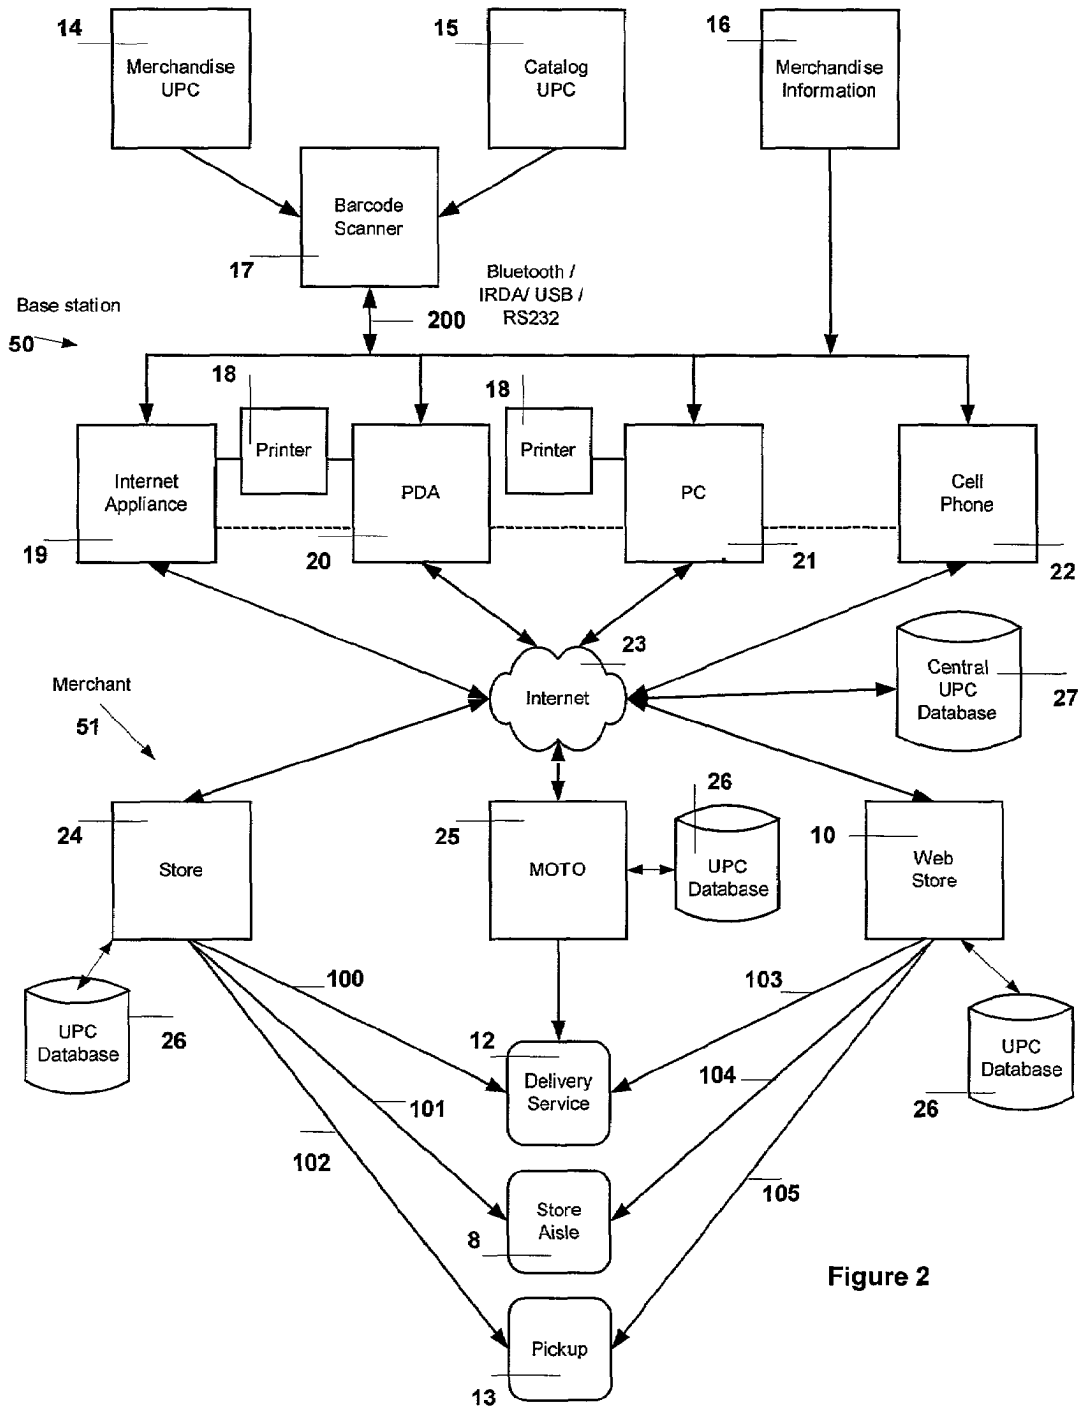 14
Merchandise
UPC
15
Catalog
UPC
16
Merchandise
Information
Barcode
Scanner
17
Bluetooth /
IRDA/ USB /
RS232
200
Base station
50
18
Printer
18
Printer
Internet
Appliance
19
PDA
20
PC
21
Cell
Phone
22
23
Internet
Central
UPC
Database
27
Merchant
51
24
Store
25
MOTO
26
UPC
Database
10
Web
Store
UPC
Database
26
100
101
102
103
104
105
UPC
Database
26
12
Delivery
Service
Store
Aisle
8
Pickup
13
Figure 2